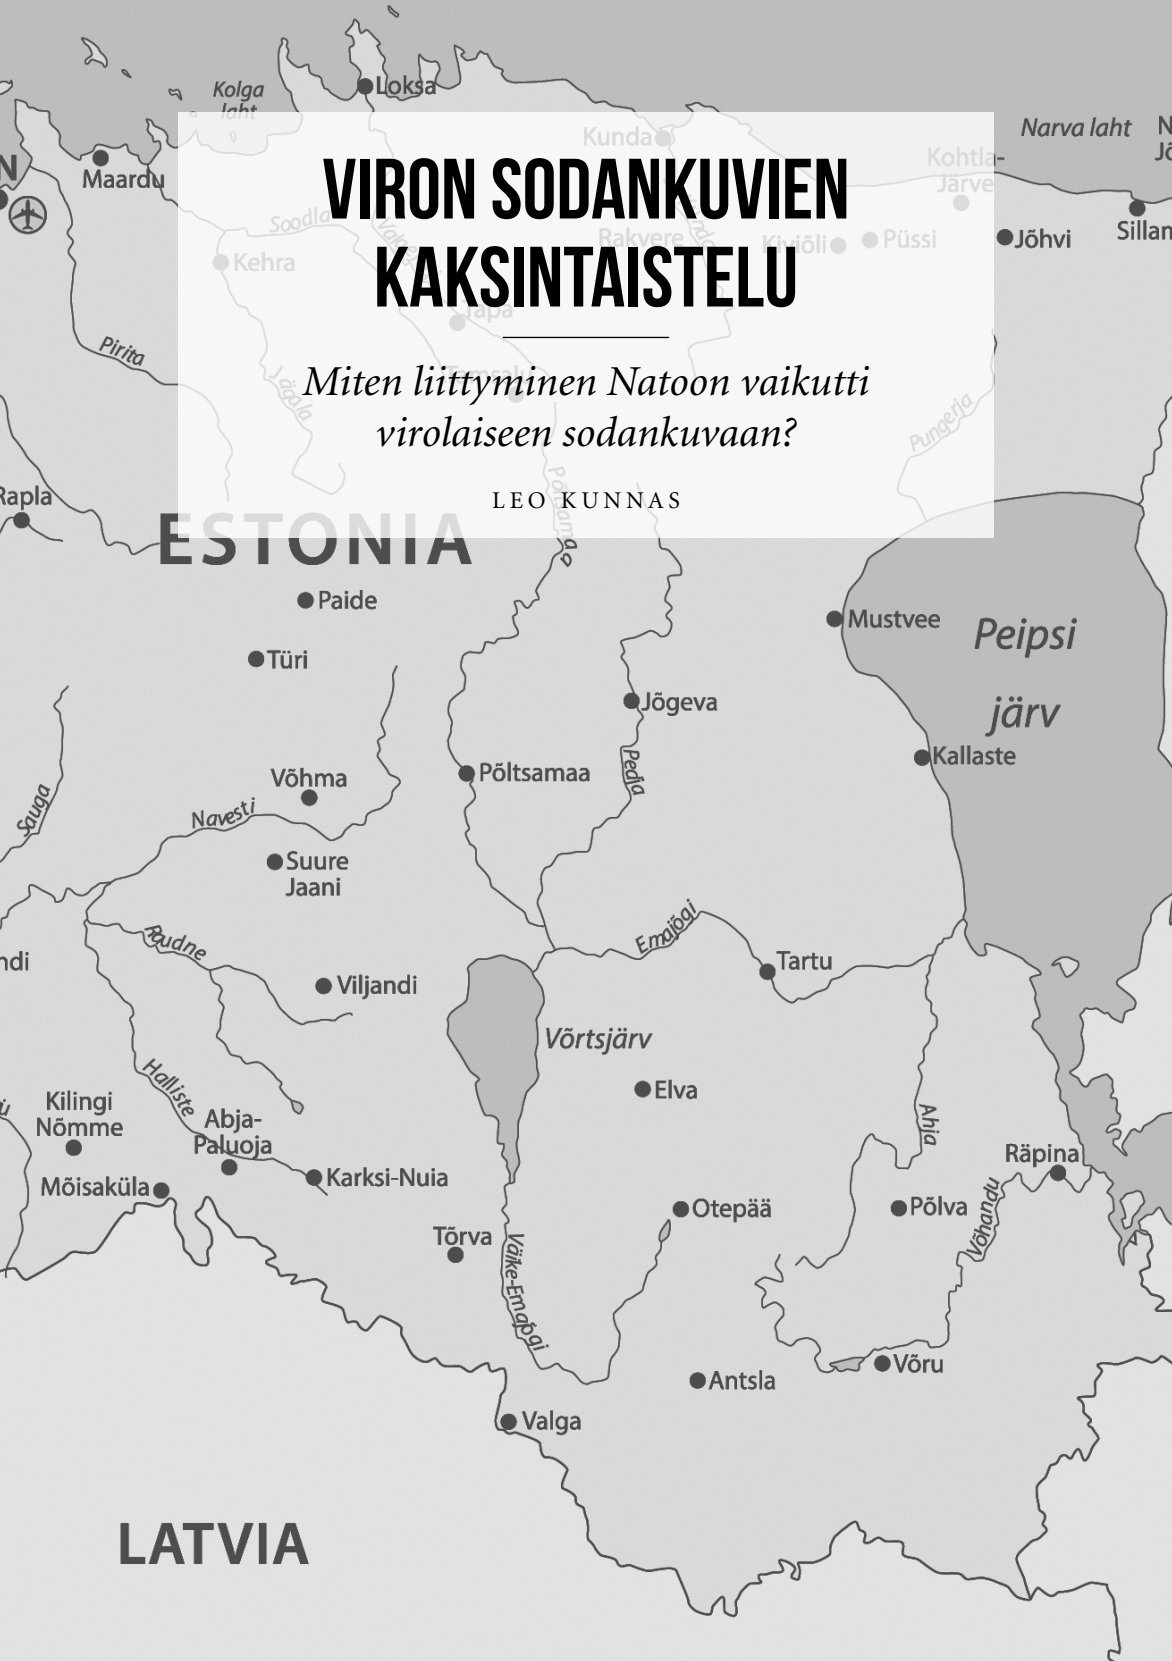 Kolga
laht
Loksa
Kunda
Narva laht
Maardu
VIRON SODANKUVIEN
KAKSINTAISTELU
Kohtla-
Järve
Soodla
Rakvere
Kiviõli
Püssi
Jõhvi
Kehra
Tapa
Pirita
Jägala
Miten liittyminen Natoon vaikutti
virolaiseen sodankuvaan?
Pungerja
LEO KUNNAS
Rapla
ESTONIA
Paide
Mustvee
Peipsi
järv
Türi
Jõgeva
Kallaste
Võhma
Põltsamaa
Pedja
Sauga
Navesti
Suure
Jaani
Raudne
Emajõgi
Tartu
Viljandi
Võrtsjärv
Elva
Halliste
Kilingi
Nõmme
Abja-
Paluoja
Ahja
Räpina
Mõisaküla
Karksi-Nuia
Otepää
Põlva
Võhandu
Tõrva
Väike-Emajõgi
Võru
Antsla
Valga
LATVIA